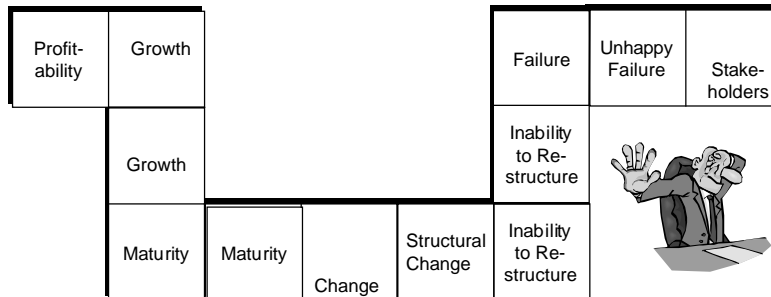 Profit-
ability
Growth
Failure
Unhappy
Failure
Stake-
holders
Growth
Inability
to Re-
structure
Maturity
Maturity
Change
Structural
Change
Inability
to Re-
structure